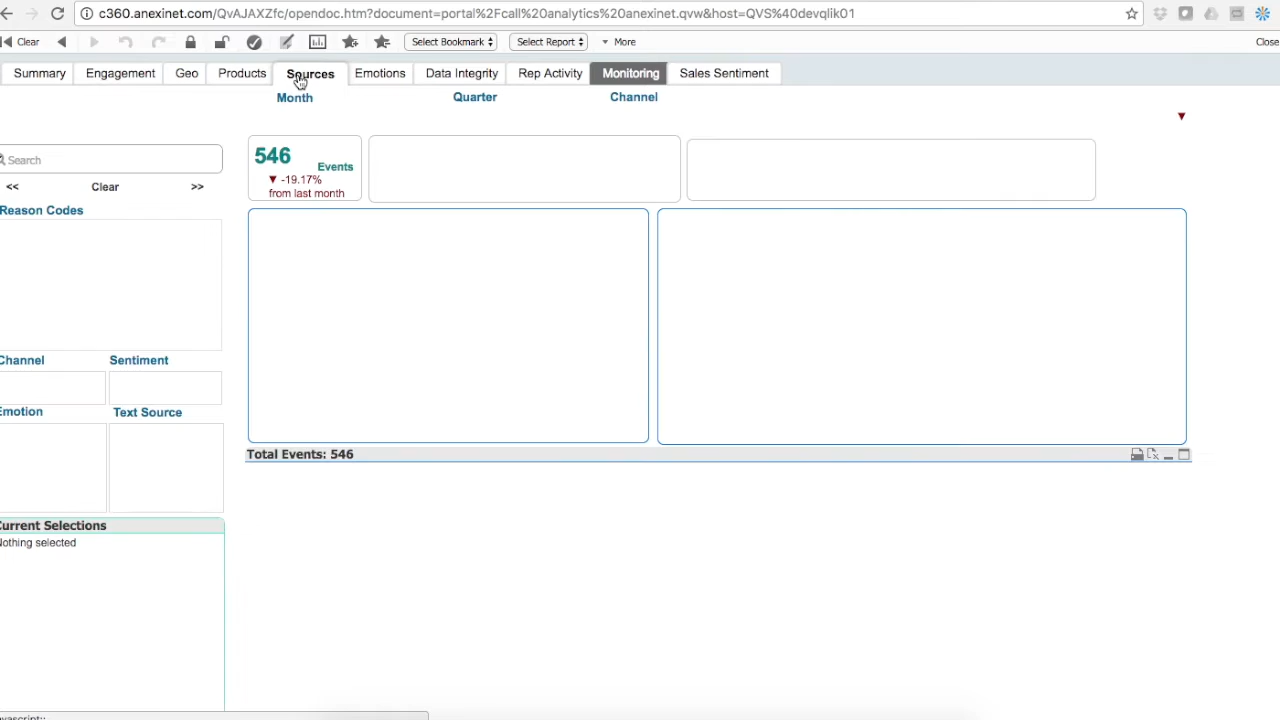 c360.anexinet.com/QvAJAXZfc/opendoc.htm?document=portal%2Fcall%20analytics%20anexinet.qvw&host=QVS%40devqlik01
Clear Select Bookmark Select Report More Close
Summary Engagement Geo Products Sources Emotions Data Integrity Rep Activity Monitoring Sales Sentiment
Month Quarter Channel
Search
<< Clear >>
546 Events
▼ -19.17%
from last month
Reason Codes
Channel Sentiment
Emotion Text Source
Total Events: 546
Current Selections
Nothing selected